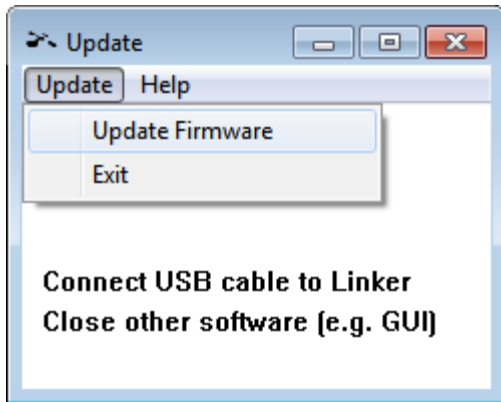 Update
Update Help
Update Firmware
Exit
Connect USB cable to Linker
Close other software (e.g. GUI)